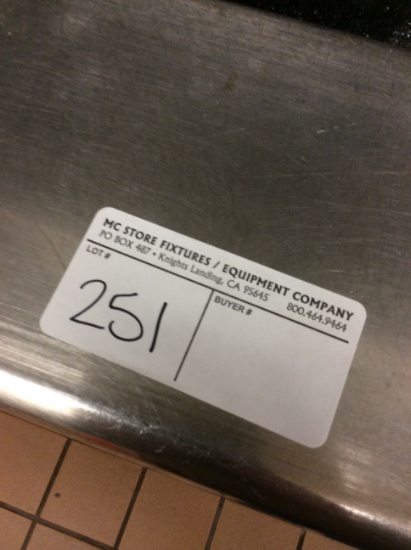 MC STORE FIXTURES / EQUIPMENT COMPANY
PO BOX 487 • Knights Landing, CA 95645 800.464.9464
LOT #
251
BUYER #